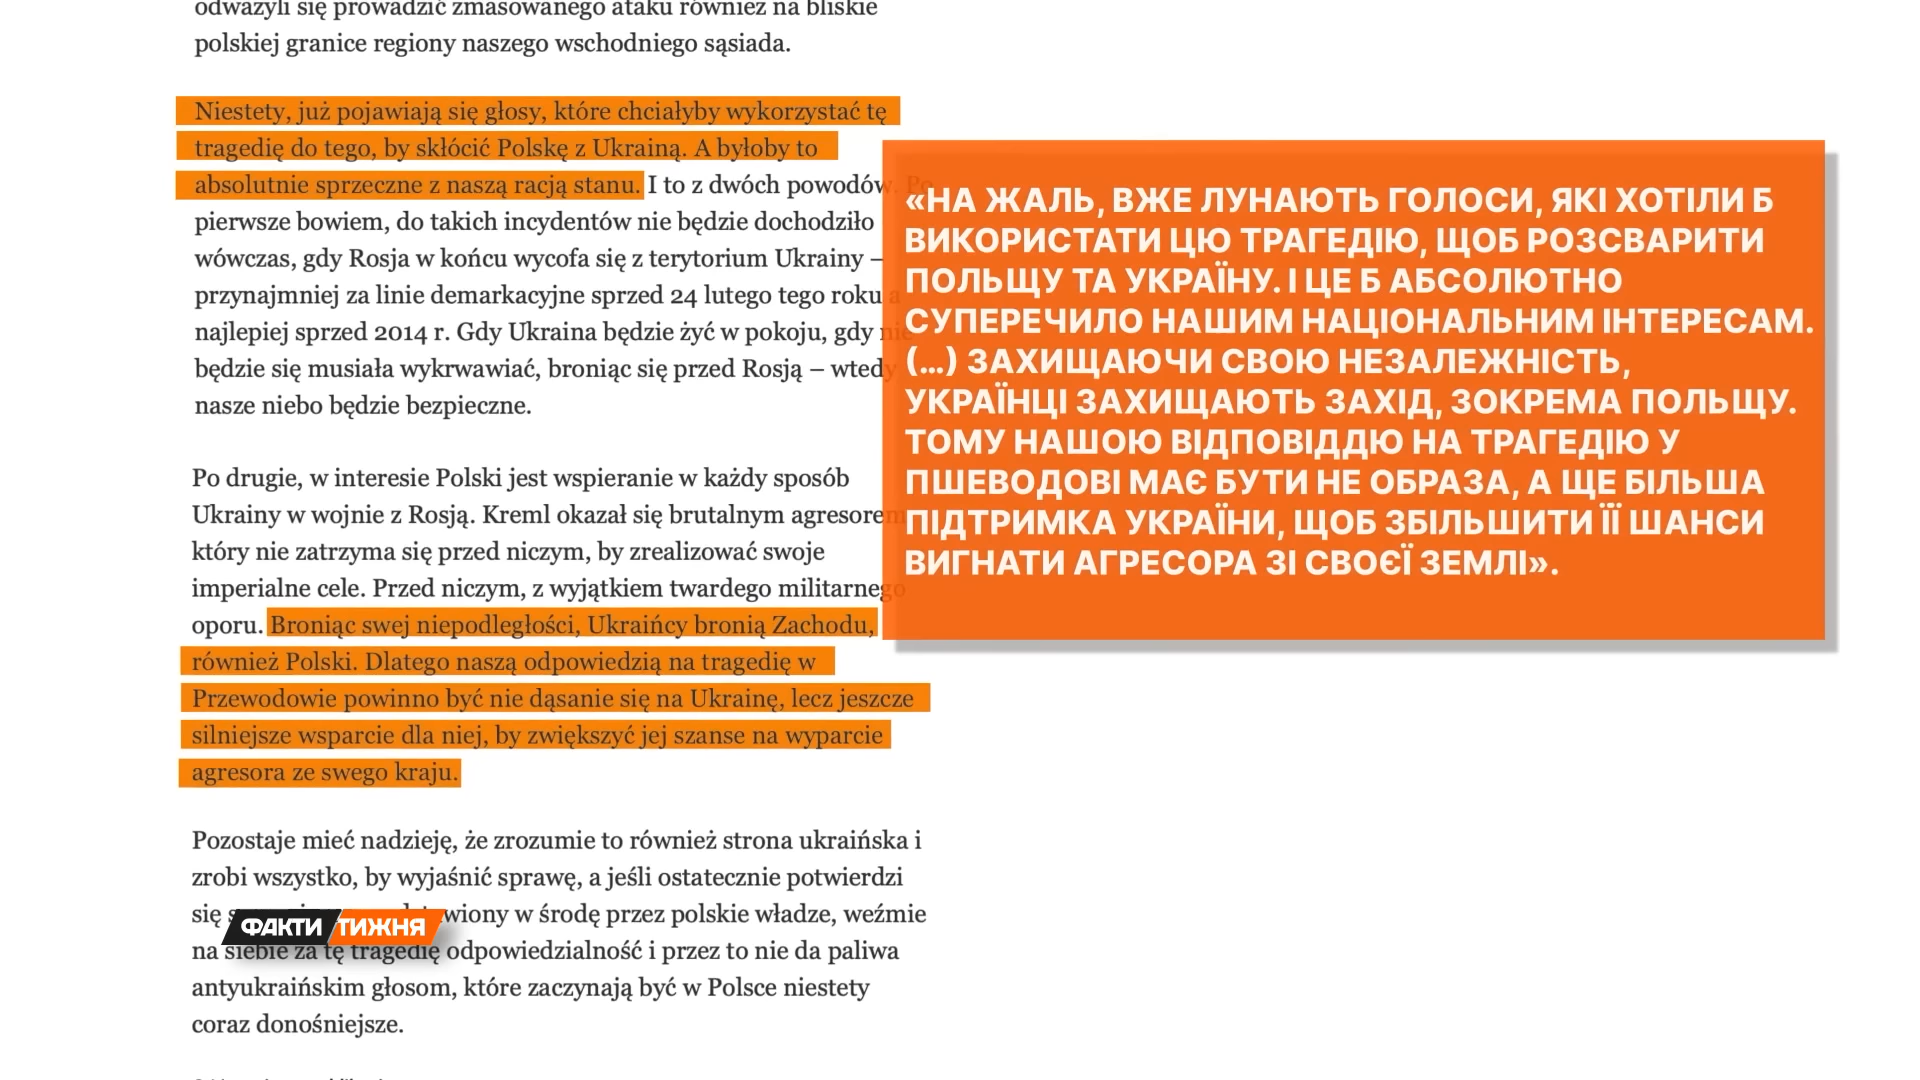 odważyli się prowadzić zmasowanego ataku również na bliskie
polskiej granice regiony naszego wschodniego sąsiada.
Niestety, już pojawiają się głosy, które chciałyby wykorzystać tę
tragedię do tego, by skłócić Polskę z Ukrainą. A byłoby to
absolutnie sprzeczne z naszą racją stanu. I to z dwóch powodów. Po
pierwsze bowiem, do takich incydentów nie będzie dochodziło
wówczas, gdy Rosja w końcu wycofa się z terytorium Ukrainy –
przynajmniej za linie demarkacyjne sprzed 24 lutego tego roku a
najlepiej sprzed 2014 r. Gdy Ukraina będzie żyć w pokoju, gdy nie
będzie się musiała wykrwawiać, broniąc się przed Rosją – wtedy
nasze niebo będzie bezpieczne.
Po drugie, w interesie Polski jest wspieranie w każdy sposób
Ukrainy w wojnie z Rosją. Kreml okazał się brutalnym agresorem
który nie zatrzyma się przed niczym, by zrealizować swoje
imperialne cele. Przed niczym, z wyjątkiem twardego militarnego
oporu. Broniąc swej niepodległości, Ukraińcy bronią Zachodu,
również Polski. Dlatego naszą odpowiedzią na tragedię w
Przewodowie powinno być nie dąsanie się na Ukrainę, lecz jeszcze
silniejsze wsparcie dla niej, by zwiększyć jej szanse na wyparcie
agresora ze swego kraju.
Pozostaje mieć nadzieję, że zrozumie to również strona ukraińska i
zrobi wszystko, by wyjaśnić sprawę, a jeśli ostatecznie potwierdzi
się w środę przez polskie władze, weźmie
na siebie za tę tragedię odpowiedzialność i przez to nie da paliwa
antyukraińskim głosom, które zaczynają być w Polsce niestety
coraz donośniejsze.
«НА ЖАЛЬ, ВЖЕ ЛУНАЮТЬ ГОЛОСИ, ЯКІ ХОТІЛИ Б
ВИКОРИСТАТИ ЦЮ ТРАГЕДІЮ, ЩОБ РОЗСВАРИТИ
ПОЛЬЩУ ТА УКРАЇНУ. І ЦЕ Б АБСОЛЮТНО
СУПЕРЕЧИЛО НАШИМ НАЦІОНАЛЬНИМ ІНТЕРЕСАМ.
(...) ЗАХИЩАЮЧИ СВОЮ НЕЗАЛЕЖНІСТЬ,
УКРАЇНЦІ ЗАХИЩАЮТЬ ЗАХІД, ЗОКРЕМА ПОЛЬЩУ.
ТОМУ НАШОЮ ВІДПОВІДДЮ НА ТРАГЕДІЮ У
ПШЕВОДОВІ МАЄ БУТИ НЕ ОБРАЗА, А ЩЕ БІЛЬША
ПІДТРИМКА УКРАЇНИ, ЩОБ ЗБІЛЬШИТИ ЇЇ ШАНСИ
ВИГНАТИ АГРЕСОРА ЗІ СВОЄЇ ЗЕМЛІ».
ФАКТИ ТИЖНЯ